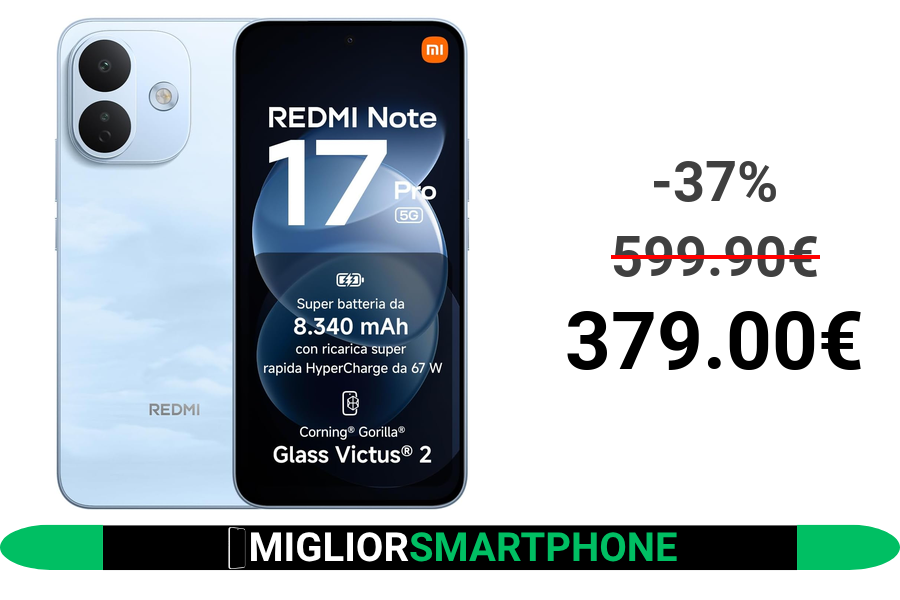 mi
REDMI Note
17 Pro
5G
Super batteria da
8.340 mAh
con ricarica super
rapida HyperCharge da 67 W
Corning® Gorilla®
Glass Victus® 2
REDMI
-37%
599.90€
379.00€
MIGLIORSMARTPHONE